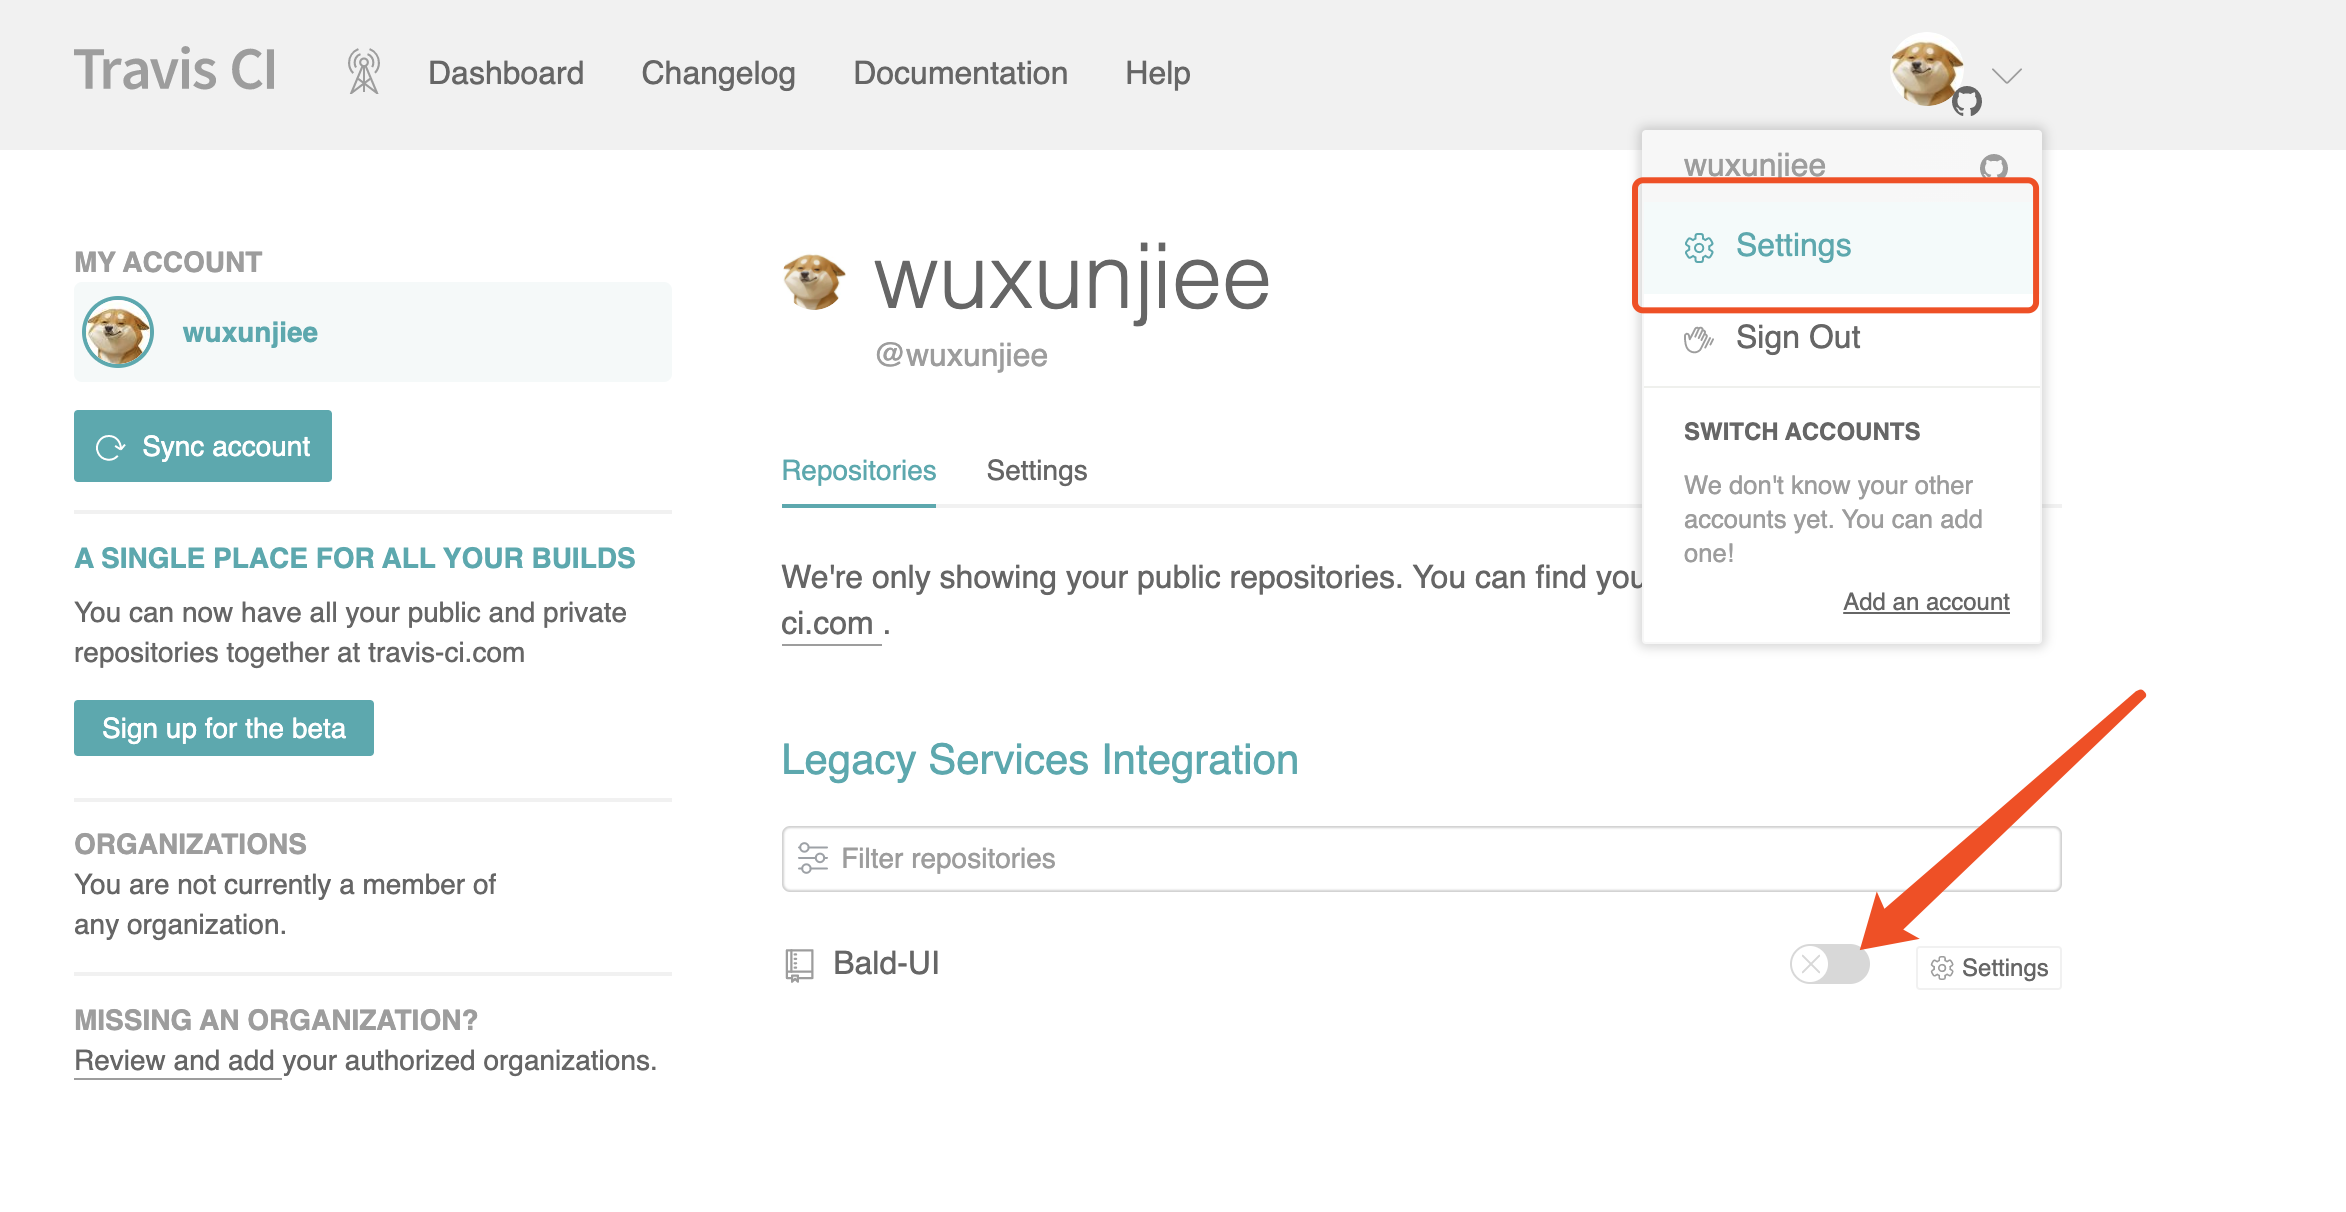 Travis CI
Dashboard
Changelog
Documentation
Help
wuxunjiee
Settings
Sign Out
SWITCH ACCOUNTS
We don't know your other
accounts yet. You can add
one!
Add an account
MY ACCOUNT
wuxunjiee
Sync account
A SINGLE PLACE FOR ALL YOUR BUILDS
You can now have all your public and private
repositories together at travis-ci.com
Sign up for the beta
ORGANIZATIONS
You are not currently a member of
any organization.
MISSING AN ORGANIZATION?
Review and add your authorized organizations.
wuxunjiee
@wuxunjiee
Repositories
Settings
We're only showing your public repositories. You can find you
ci.com .
Legacy Services Integration
Filter repositories
Bald-UI
Settings